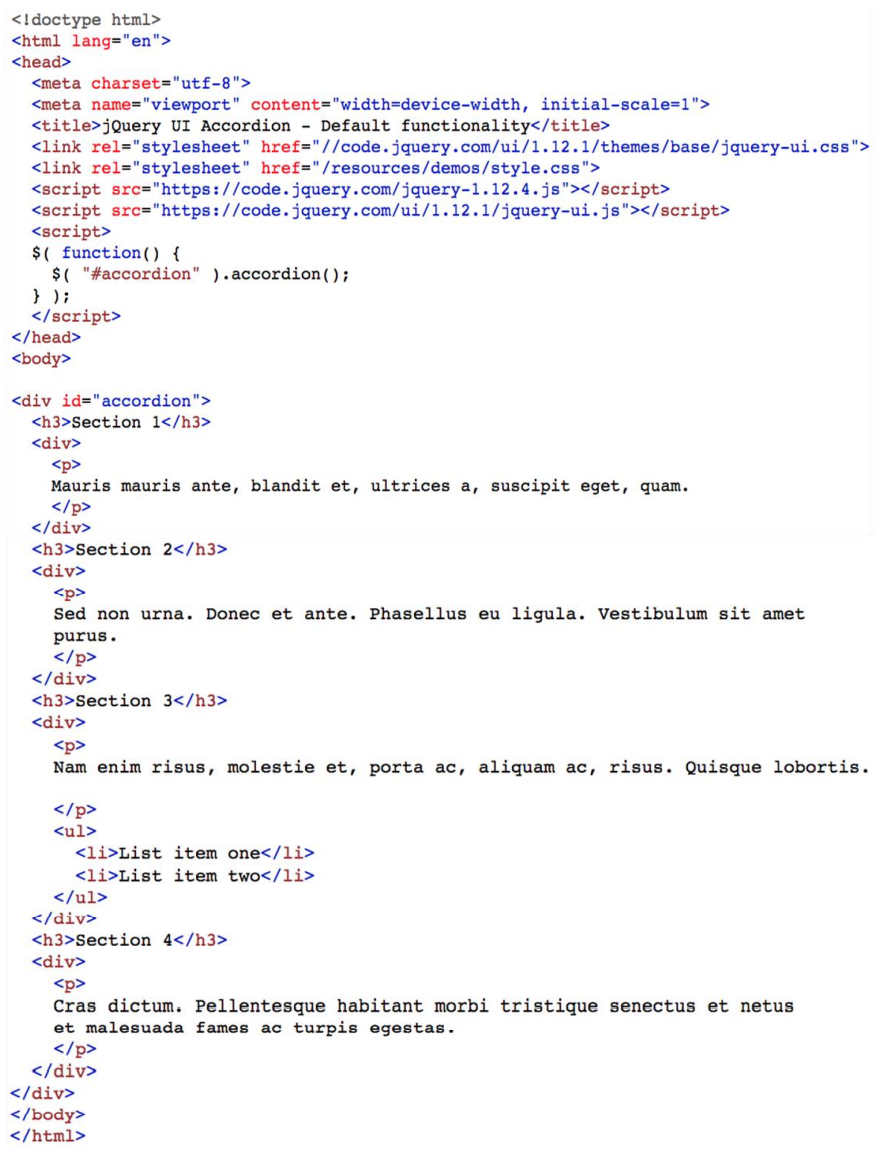 <!doctype html>
<html lang="en">
<head>
  <meta charset="utf-8">
  <meta name="viewport" content="width=device-width, initial-scale=1">
  <title>jQuery UI Accordion - Default functionality</title>
  <link rel="stylesheet" href="//code.jquery.com/ui/1.12.1/themes/base/jquery-ui.css">
  <link rel="stylesheet" href="/resources/demos/style.css">
  <script src="https://code.jquery.com/jquery-1.12.4.js"></script>
  <script src="https://code.jquery.com/ui/1.12.1/jquery-ui.js"></script>
  <script>
  $( function() {
    $( "#accordion" ).accordion();
  } );
  </script>
</head>
<body>

<div id="accordion">
  <h3>Section 1</h3>
  <div>
    <p>
    Mauris mauris ante, blandit et, ultrices a, suscipit eget, quam.
    </p>
  </div>
  <h3>Section 2</h3>
  <div>
    <p>
    Sed non urna. Donec et ante. Phasellus eu ligula. Vestibulum sit amet
    purus.
    </p>
  </div>
  <h3>Section 3</h3>
  <div>
    <p>
    Nam enim risus, molestie et, porta ac, aliquam ac, risus. Quisque lobortis.

    </p>
    <ul>
      <li>List item one</li>
      <li>List item two</li>
    </ul>
  </div>
  <h3>Section 4</h3>
  <div>
    <p>
    Cras dictum. Pellentesque habitant morbi tristique senectus et netus
    et malesuada fames ac turpis egestas.
    </p>
  </div>
</div>
</body>
</html>